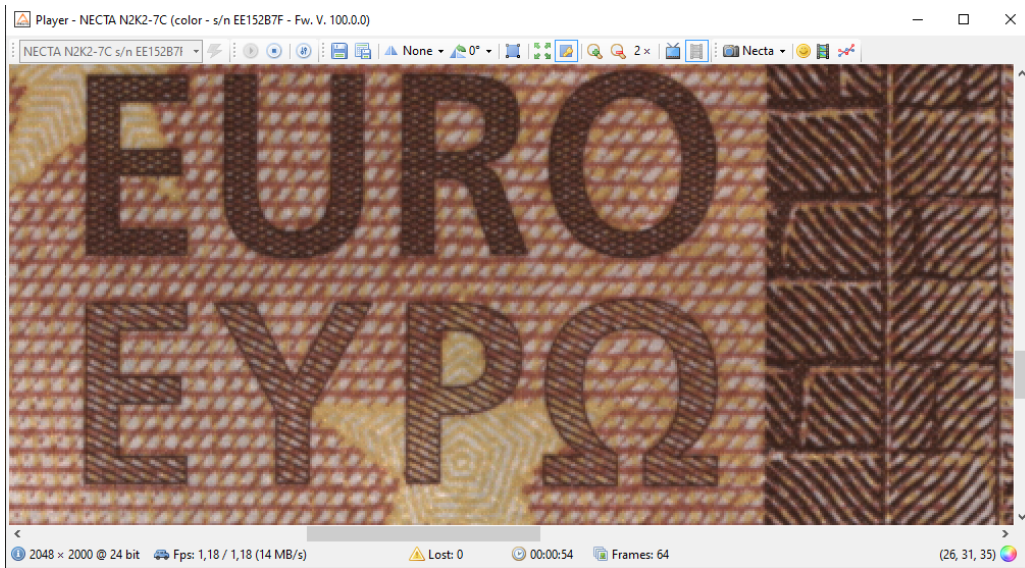 Player - NECTA N2K2-7C (color - s/n EE152B7F - Fw. V. 100.0.0)
NECTA N2K2-7C s/n EE152B7F None 0° 2 × Necta
EURO
ΕΥΡΩ
2048 × 2000 @ 24 bit Fps: 1,18 / 1,18 (14 MB/s) Lost: 0 00:00:54 Frames: 64 (26, 31, 35)